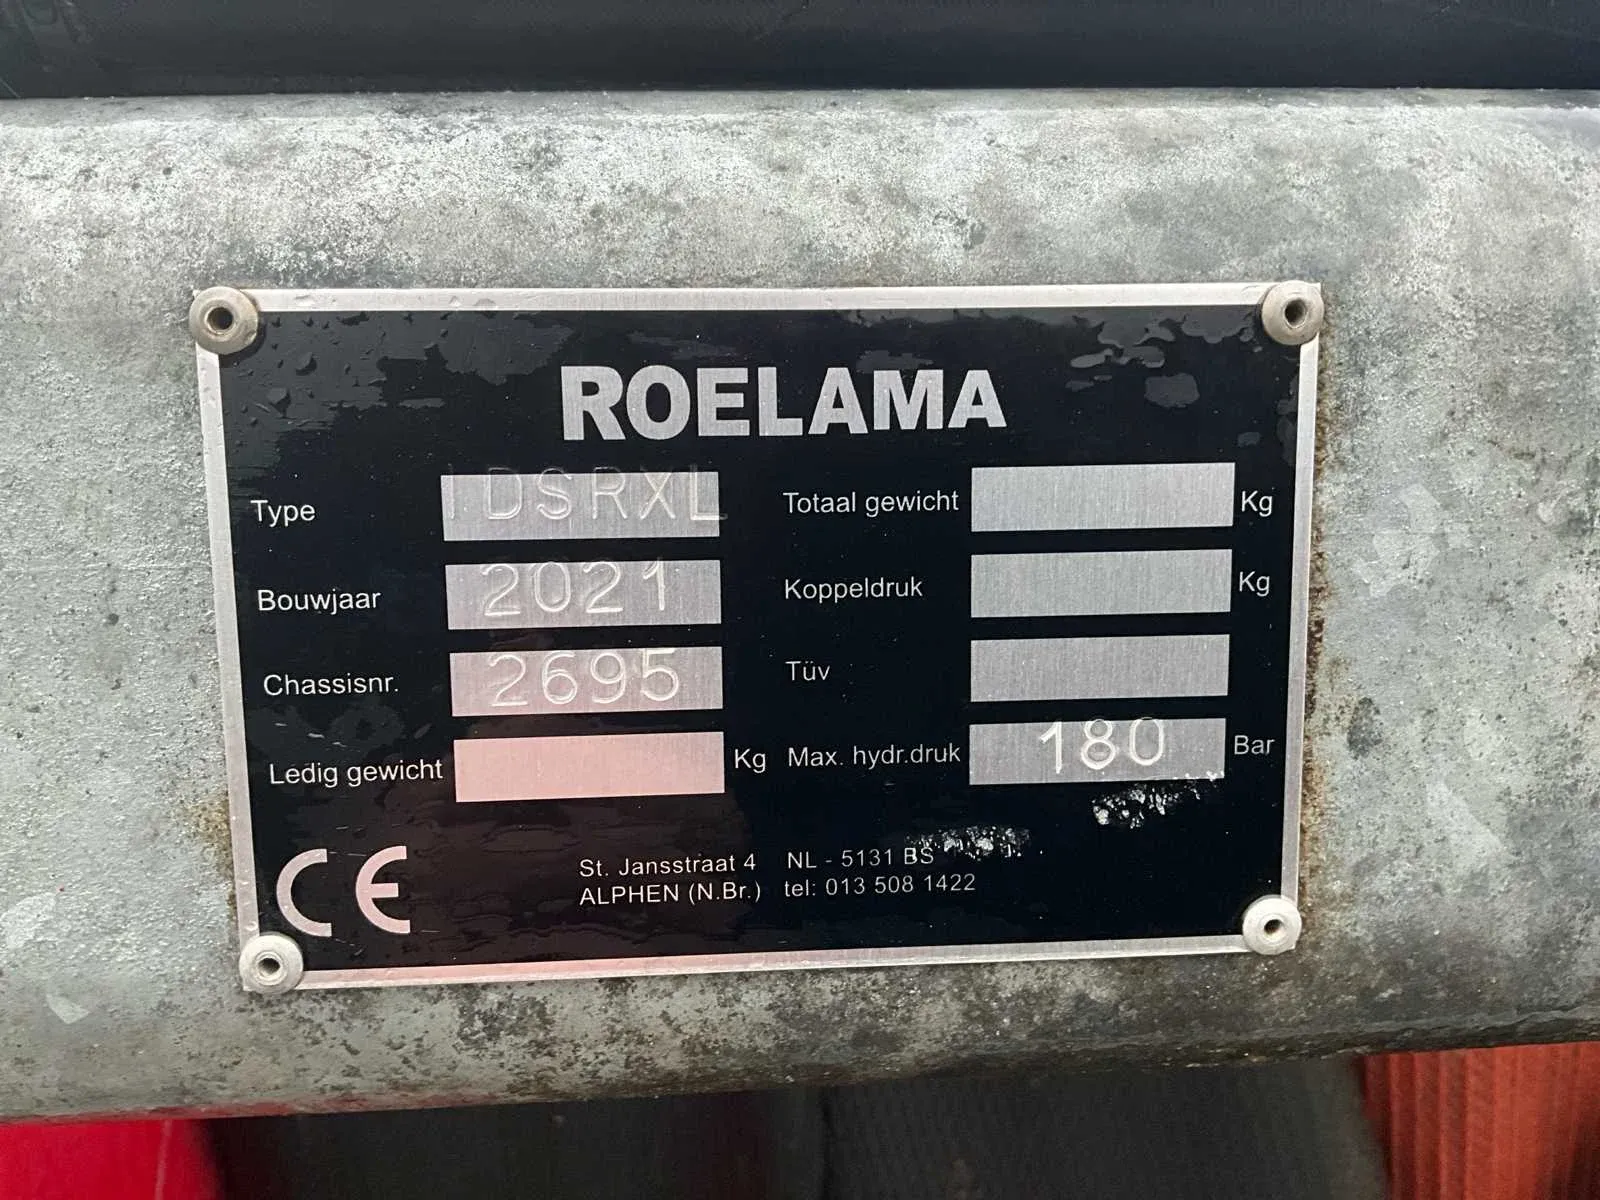 ROELAMA
Type IDSRXL
Totaal gewicht Kg
Bouwjaar 2021
Koppeldruk Kg
Chassisnr. 2695
Tüv
Ledig gewicht Kg
Max. hydr.druk 180 Bar
CE
St. Jansstraat 4 NL - 5131 BS
ALPHEN (N.Br.) tel: 013 508 1422